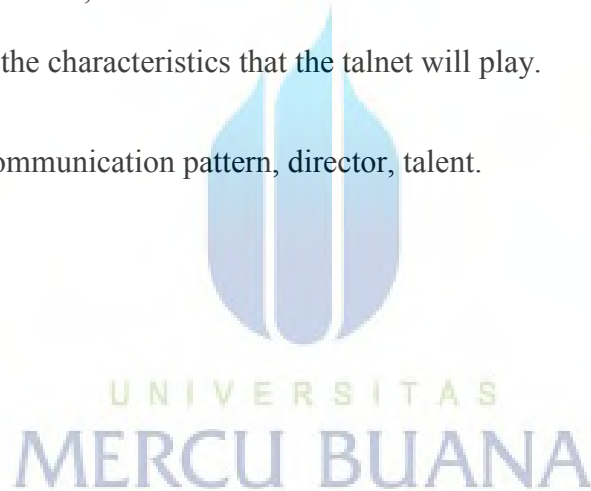 the characteristics that the talnet will play.
ommunication pattern, director, talent.
UNIVERSITAS
MERCU BUANA